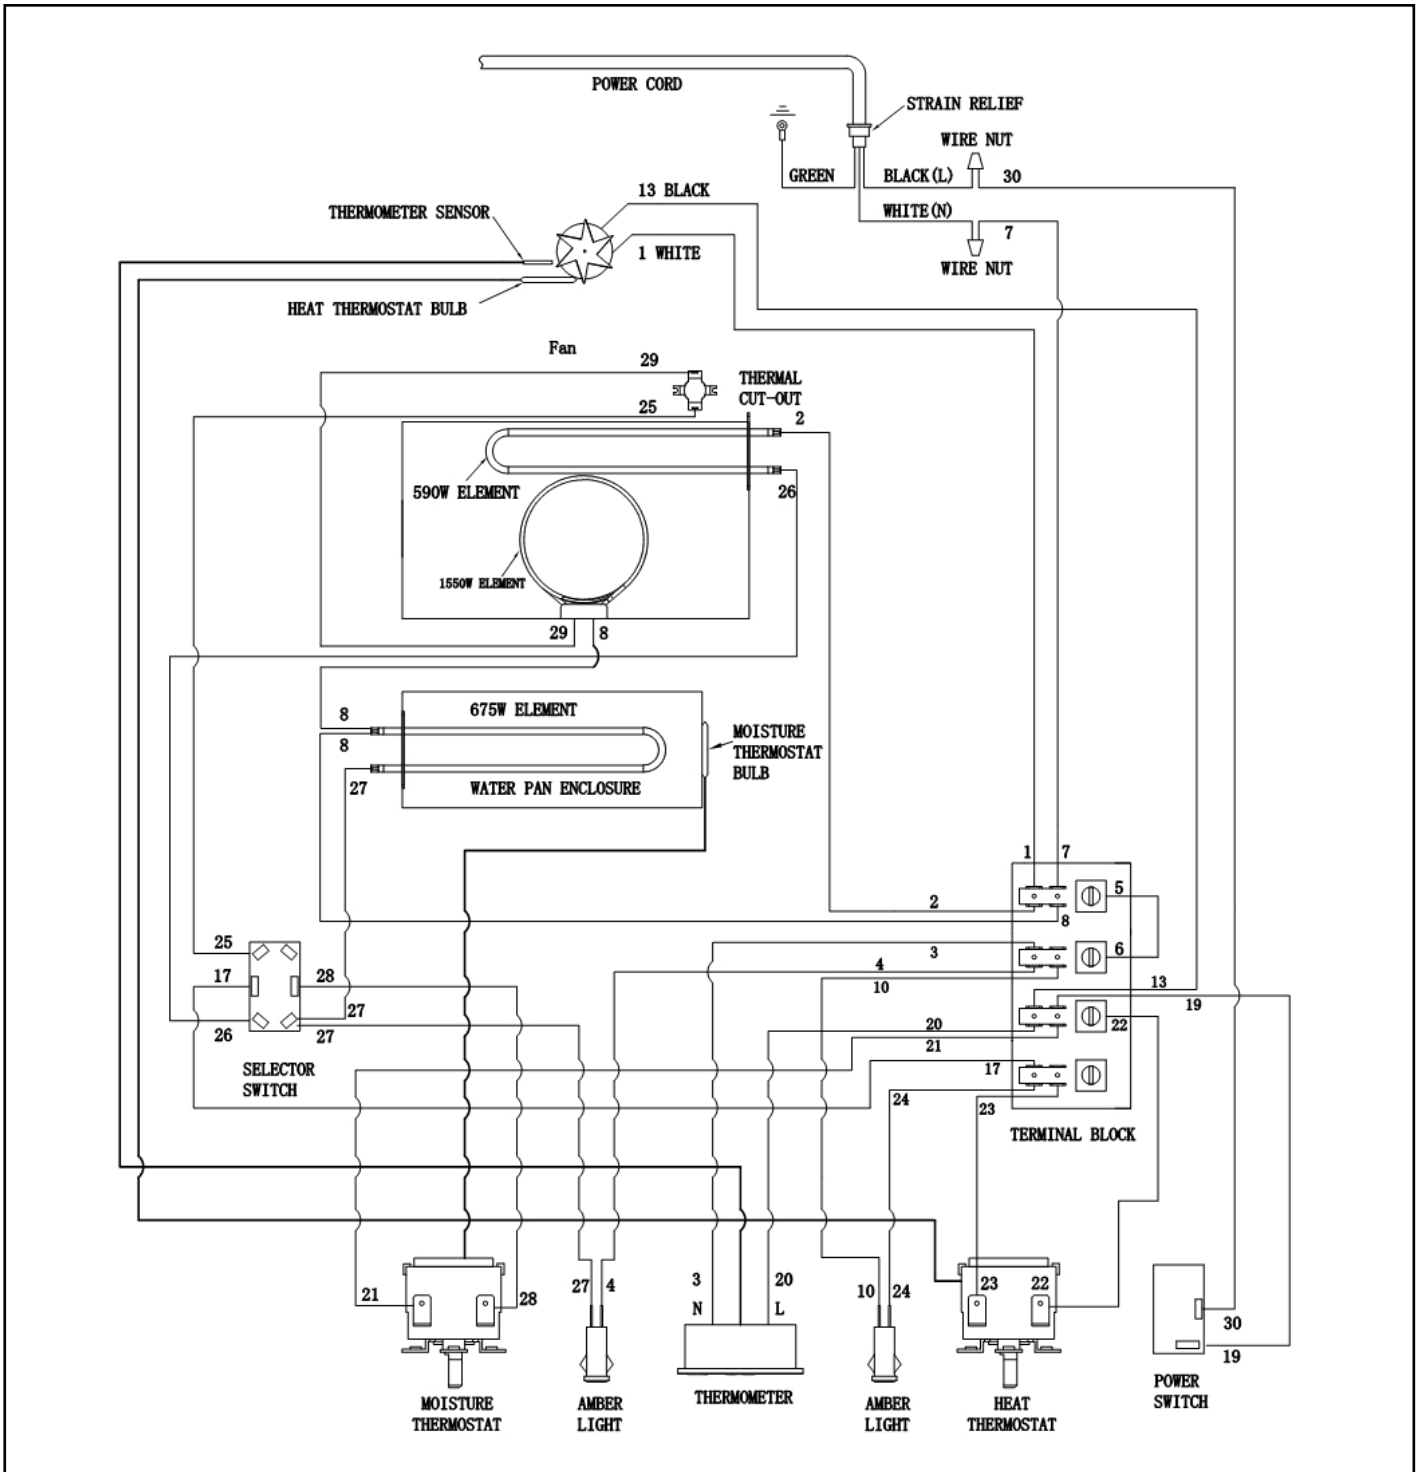 POWER CORD
STRAIN RELIEF
WIRE NUT
GREEN
BLACK(L)
30
13 BLACK
WHITE(N)
THERMOMETER SENSOR
7
1 WHITE
WIRE NUT
HEAT THERMOSTAT BULB
Fan
29
THERMAL
CUT-OUT
25
2
590W ELEMENT
26
1550W ELEMENT
29
8
675W ELEMENT
8
MOISTURE
THERMOSTAT
BULB
8
WATER PAN ENCLOSURE
27
1
7
5
2
8
25
3
6
4
17
28
10
13
19
27
26
27
20
22
21
SELECTOR
SWITCH
17
24
23
TERMINAL BLOCK
21
28
27
4
3
20
N
L
10
24
23
22
30
19
MOISTURE
THERMOSTAT
AMBER
LIGHT
THERMOMETER
AMBER
LIGHT
HEAT
THERMOSTAT
POWER
SWITCH